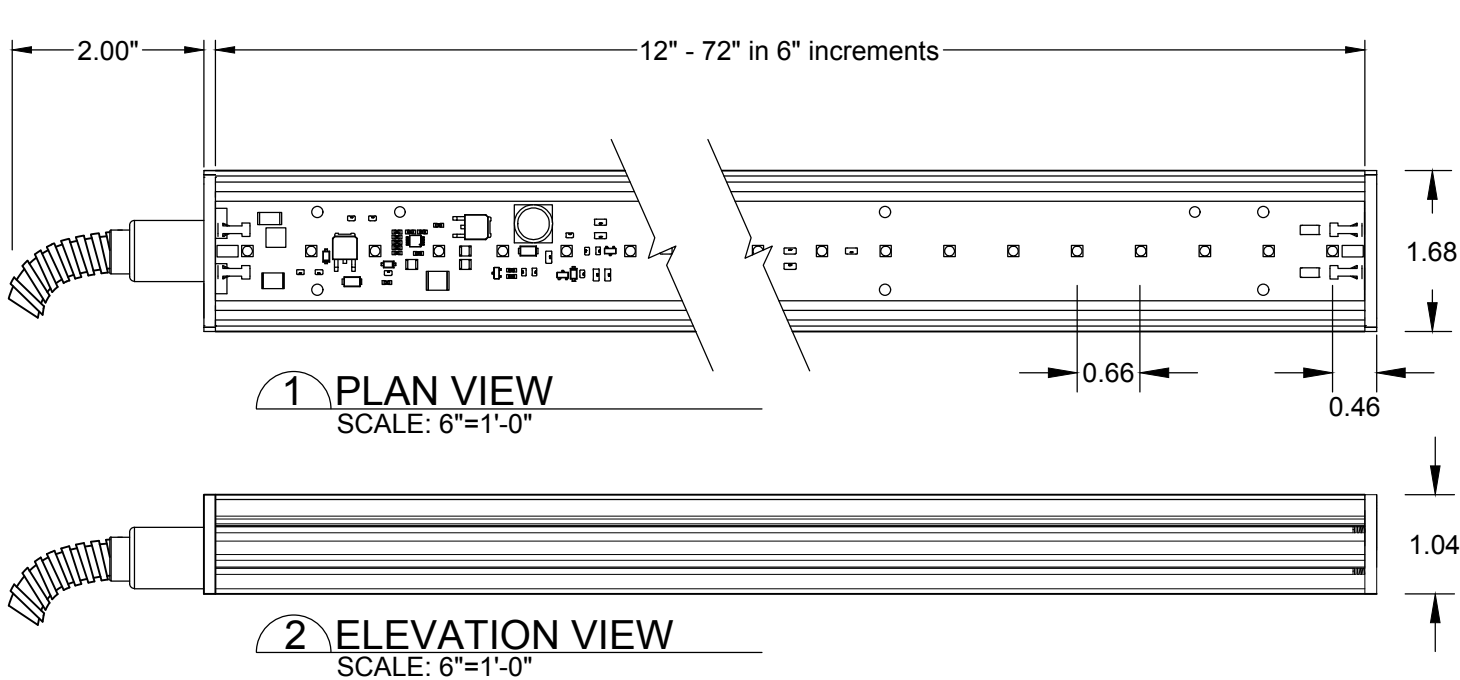 2.00"
12" - 72" in 6" increments
1.68
0.66
0.46
1 PLAN VIEW
SCALE: 6"=1'-0"
1.04
2 ELEVATION VIEW
SCALE: 6"=1'-0"